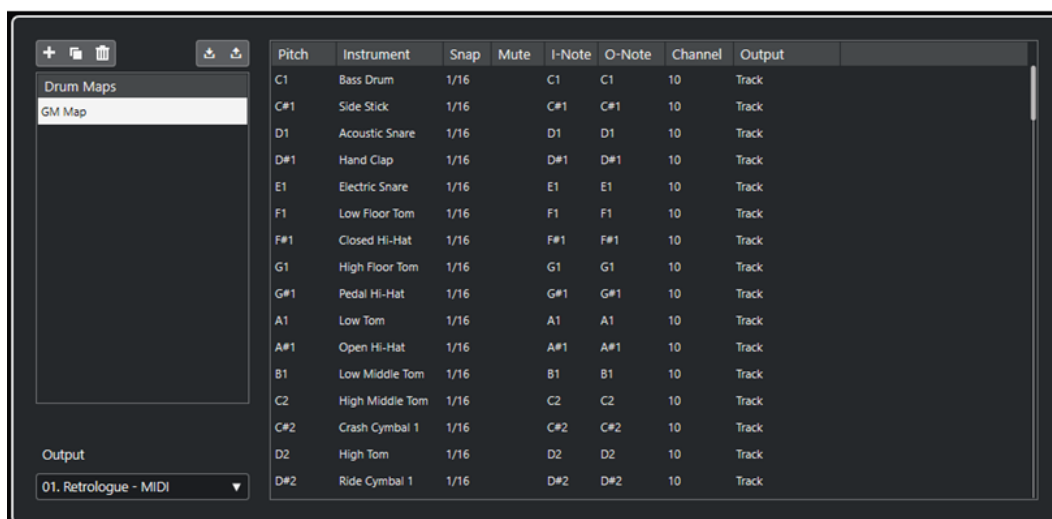 Drum Maps
GM Map
Output
01. Retrologue - MIDI
Pitch Instrument Snap Mute I-Note O-Note Channel Output
C1 Bass Drum 1/16 C1 C1 10 Track
C#1 Side Stick 1/16 C#1 C#1 10 Track
D1 Acoustic Snare 1/16 D1 D1 10 Track
D#1 Hand Clap 1/16 D#1 D#1 10 Track
E1 Electric Snare 1/16 E1 E1 10 Track
F1 Low Floor Tom 1/16 F1 F1 10 Track
F#1 Closed Hi-Hat 1/16 F#1 F#1 10 Track
G1 High Floor Tom 1/16 G1 G1 10 Track
G#1 Pedal Hi-Hat 1/16 G#1 G#1 10 Track
A1 Low Tom 1/16 A1 A1 10 Track
A#1 Open Hi-Hat 1/16 A#1 A#1 10 Track
B1 Low Middle Tom 1/16 B1 B1 10 Track
C2 High Middle Tom 1/16 C2 C2 10 Track
C#2 Crash Cymbal 1 1/16 C#2 C#2 10 Track
D2 High Tom 1/16 D2 D2 10 Track
D#2 Ride Cymbal 1 1/16 D#2 D#2 10 Track